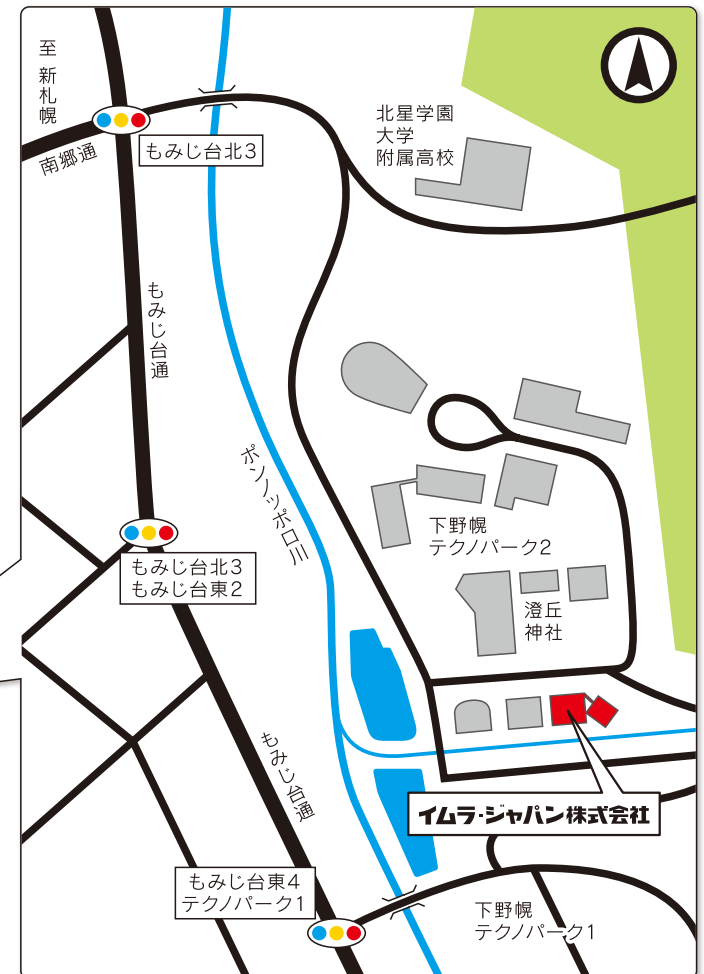 至 新札幌
南郷通
もみじ台北3
北星学園
大学
附属高校
もみじ台通
ポンノッポロ川
下野幌
テクノパーク2
もみじ台北3
もみじ台東2
澄丘
神社
もみじ台通
イムラ・ジャパン株式会社
もみじ台東4
テクノパーク1
下野幌
テクノパーク1